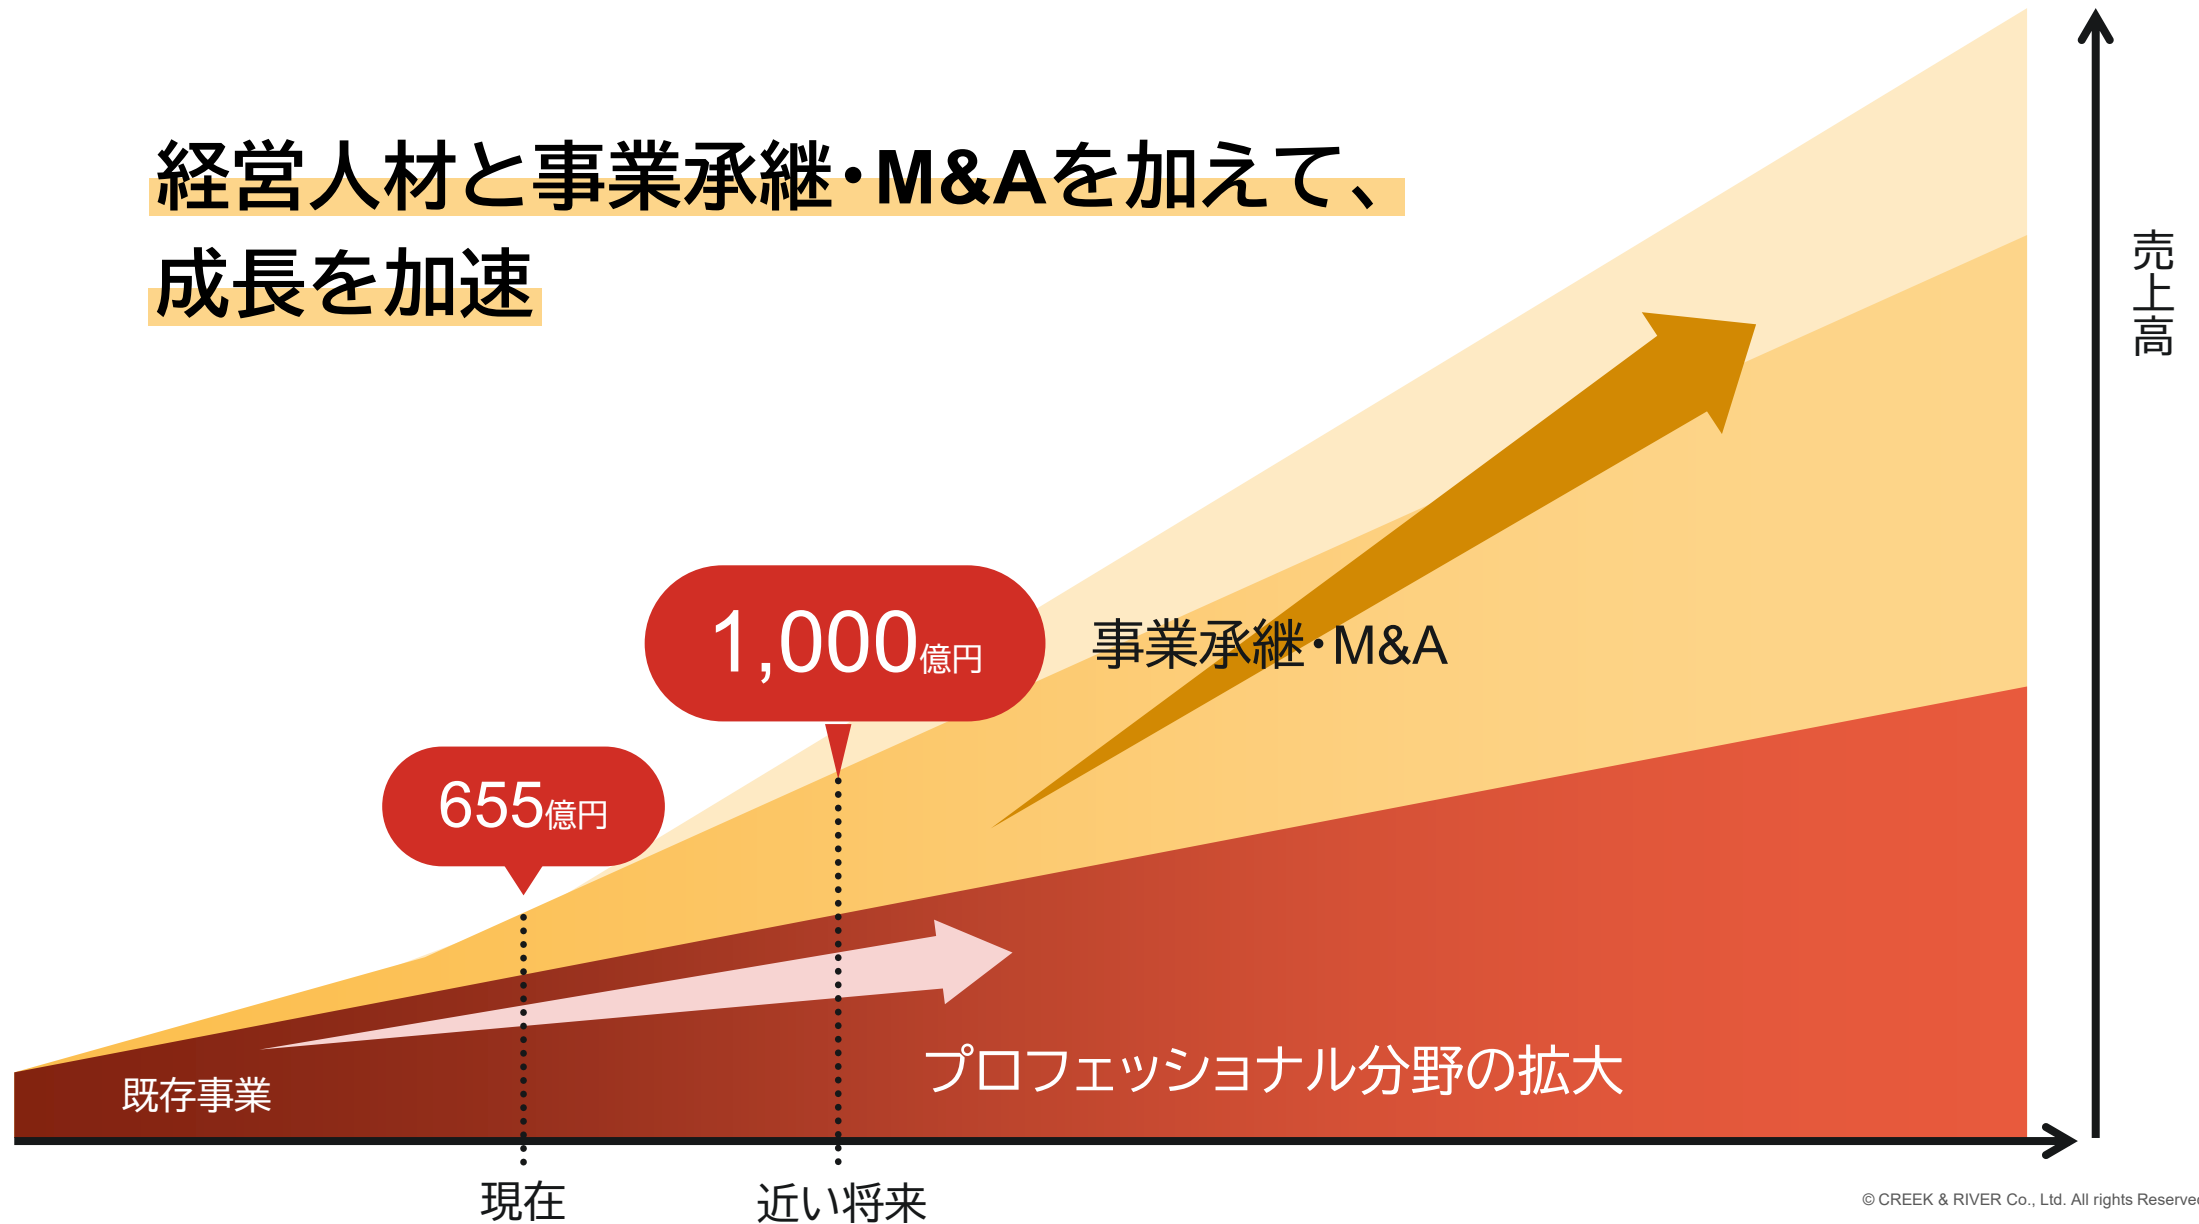 経営人材と事業承継・M&Aを加えて、
成長を加速
売上高
1,000億円
事業承継・M&A
655億円
プロフェッショナル分野の拡大
既存事業
現在
近い将来
© CREEK & RIVER Co., Ltd. All rights Reserved